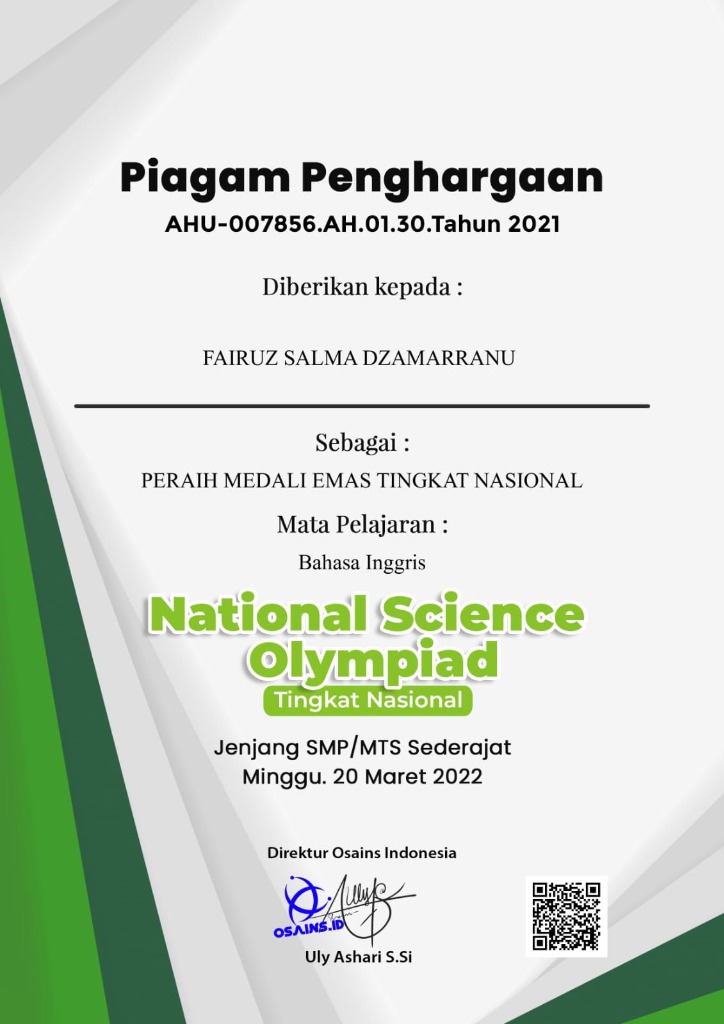 Piagam Penghargaan
AHU-007856.AH.01.30.Tahun 2021
Diberikan kepada :
FAIRUZ SALMA DZAMARRANU
Sebagai :
PERAIH MEDALI EMAS TINGKAT NASIONAL
Mata Pelajaran :
Bahasa Inggris
National Science
Olympiad
Tingkat Nasional
Jenjang SMP/MTS Sederajat
Minggu. 20 Maret 2022
Direktur Osains Indonesia
OSAINS.ID
Uly Ashari S.Si